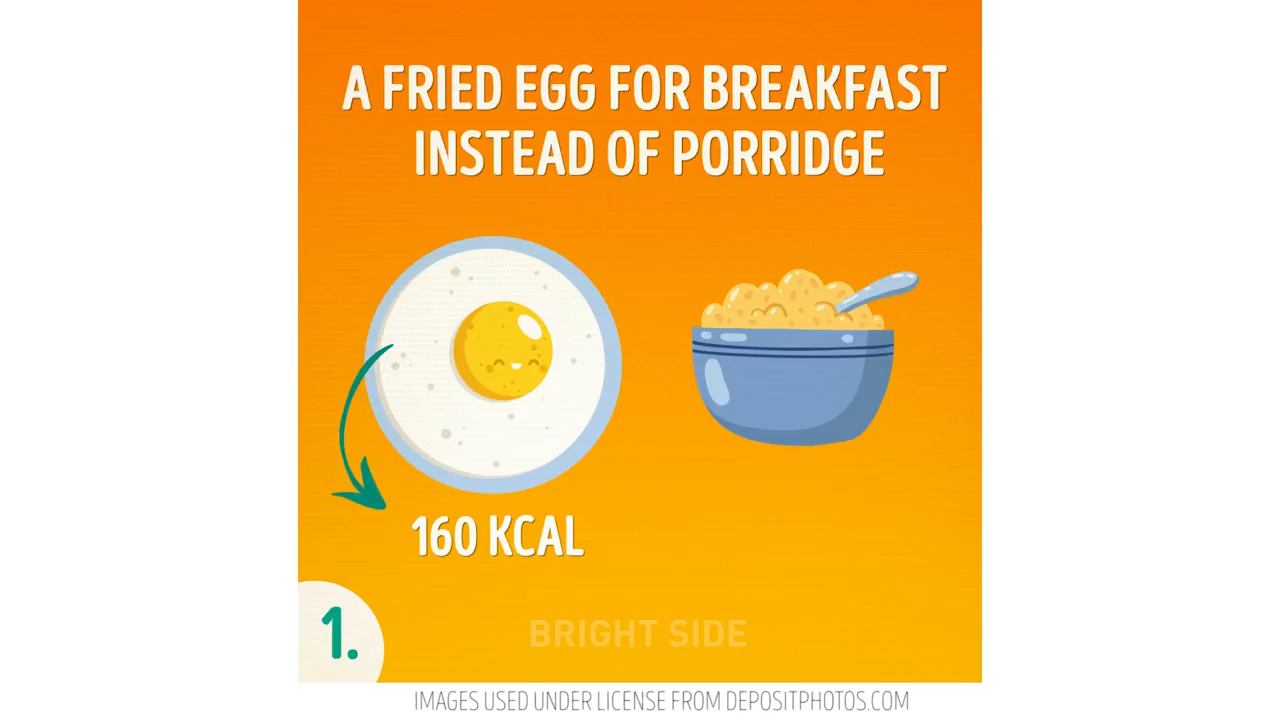 A FRIED EGG FOR BREAKFAST
INSTEAD OF PORRIDGE
160 KCAL
1.
BRIGHT SIDE
IMAGES USED UNDER LICENSE FROM DEPOSITPHOTOS.COM